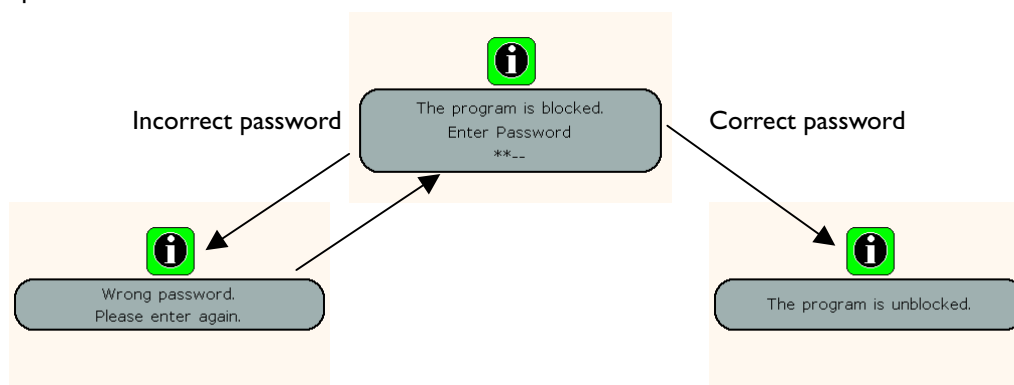 The program is blocked.
Enter Password
**--
Incorrect password
Correct password
Wrong password.
Please enter again.
The program is unblocked.